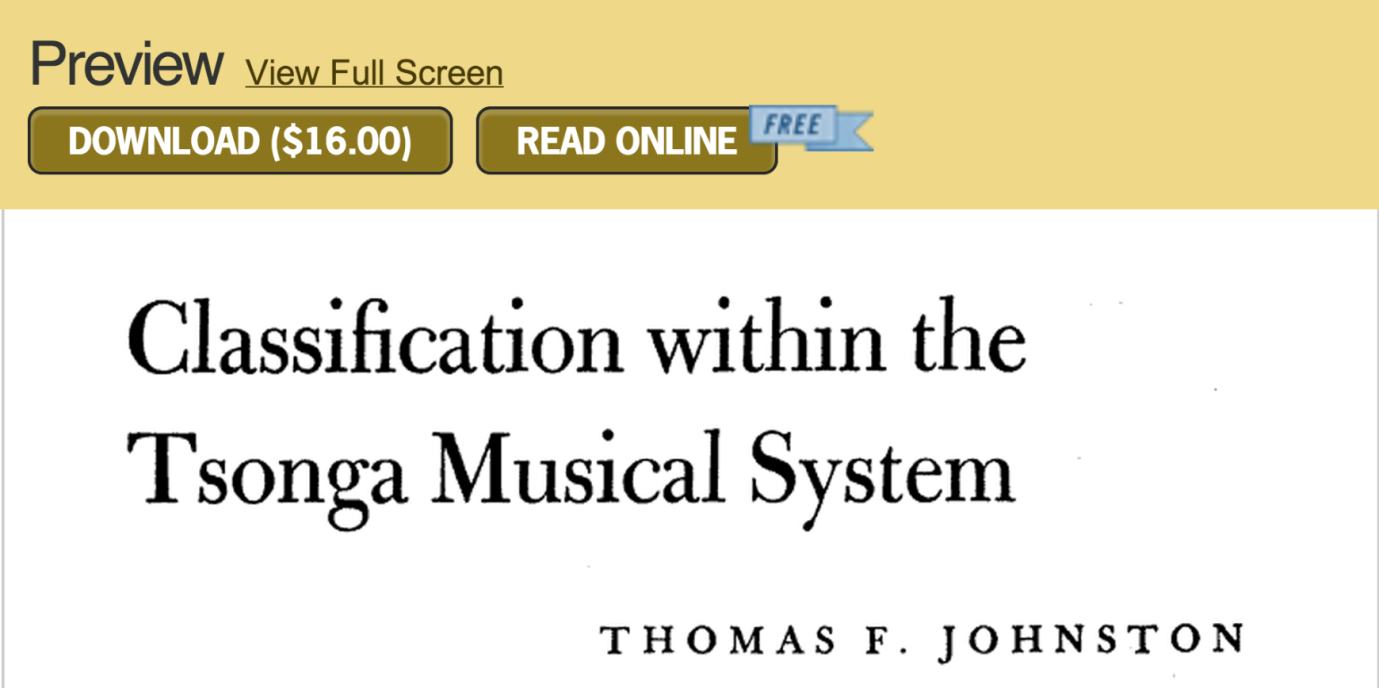 Preview View Full Screen
DOWNLOAD ($16.00) READ ONLINE FREE
Classification within the
Tsonga Musical System
THOMAS F. JOHNSTON